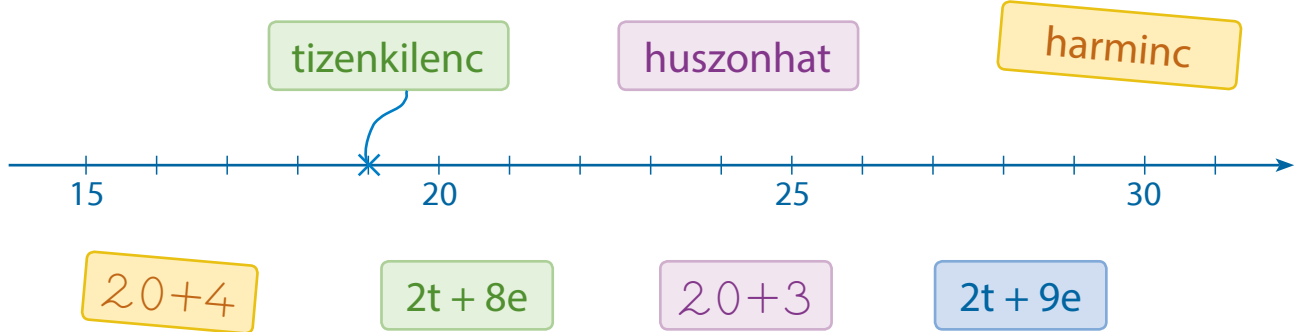 tizenkilenc huszonhat harminc
15 20 25 30
20+4 2t + 8e 20+3 2t + 9e